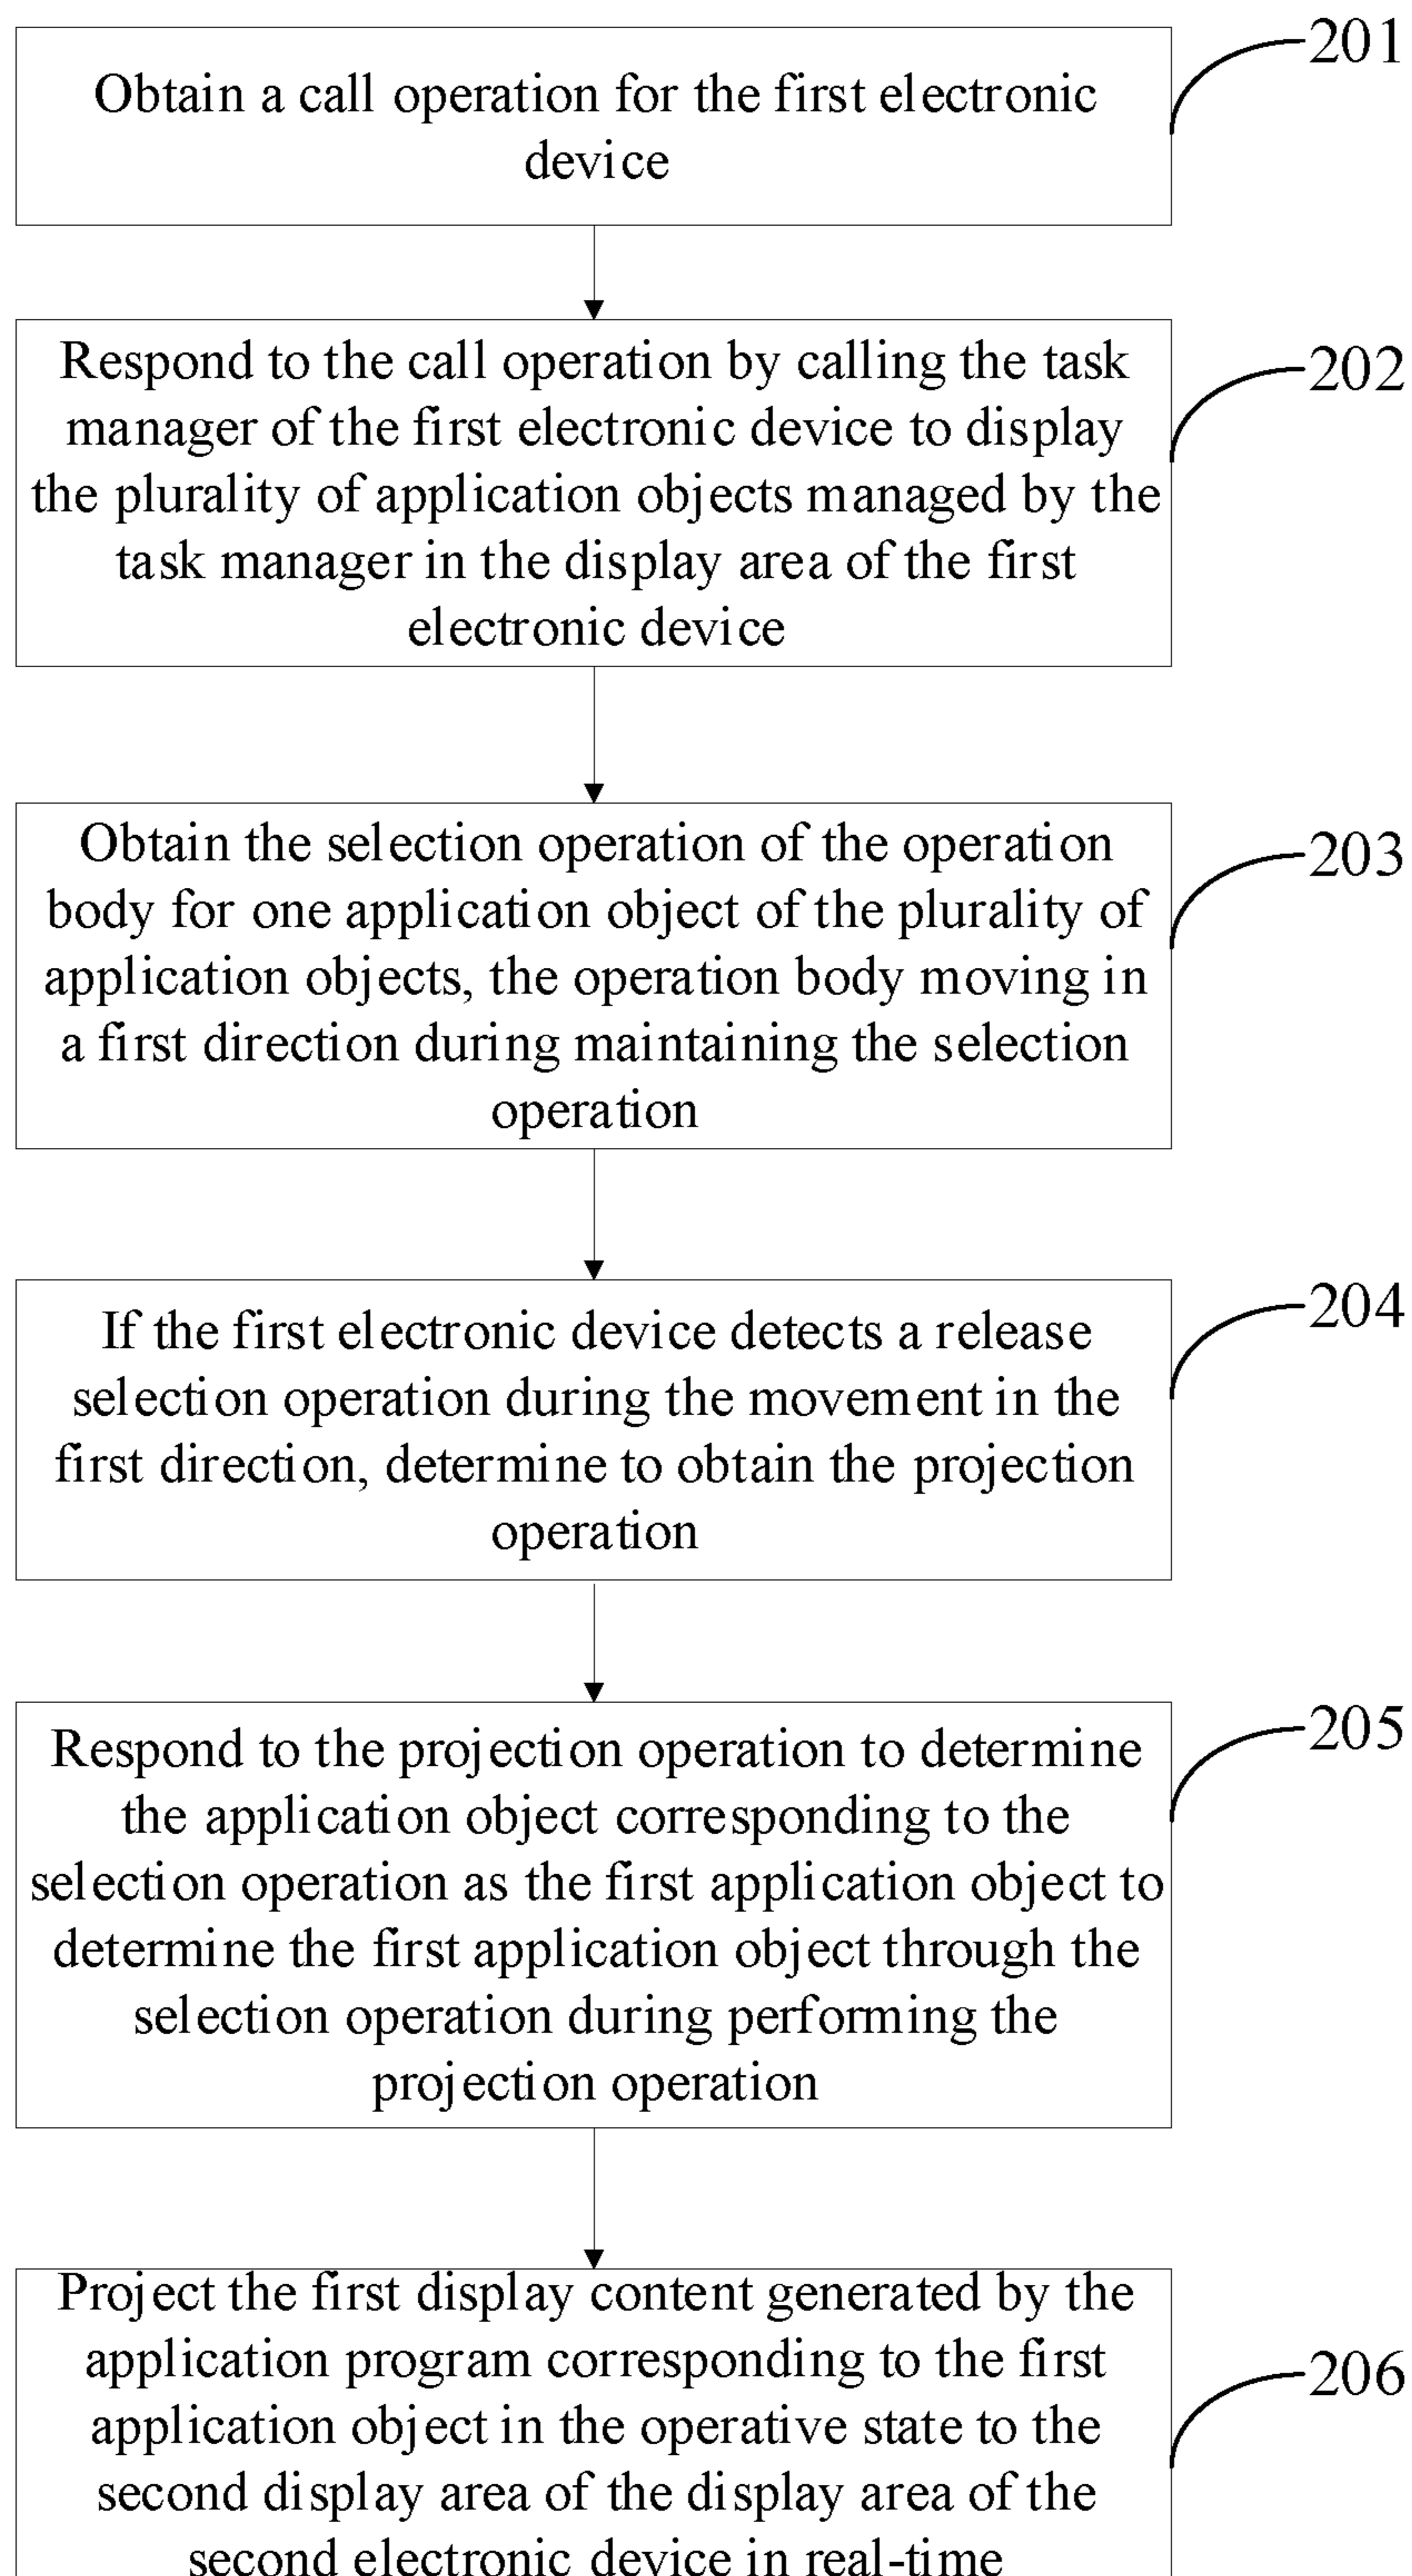 201
Obtain a call operation for the first electronic
device
202
Respond to the call operation by calling the task
manager of the first electronic device to display
the plurality of application objects managed by the
task manager in the display area of the first
electronic device
203
Obtain the selection operation of the operation
body for one application object of the plurality of
application objects, the operation body moving in
a first direction during maintaining the selection
operation
204
If the first electronic device detects a release
selection operation during the movement in the
first direction, determine to obtain the projection
operation
205
Respond to the projection operation to determine
the application object corresponding to the
selection operation as the first application object to
determine the first application object through the
selection operation during performing the
projection operation
206
Project the first display content generated by the
application program corresponding to the first
application object in the operative state to the
second display area of the display area of the
second electronic device in real-time